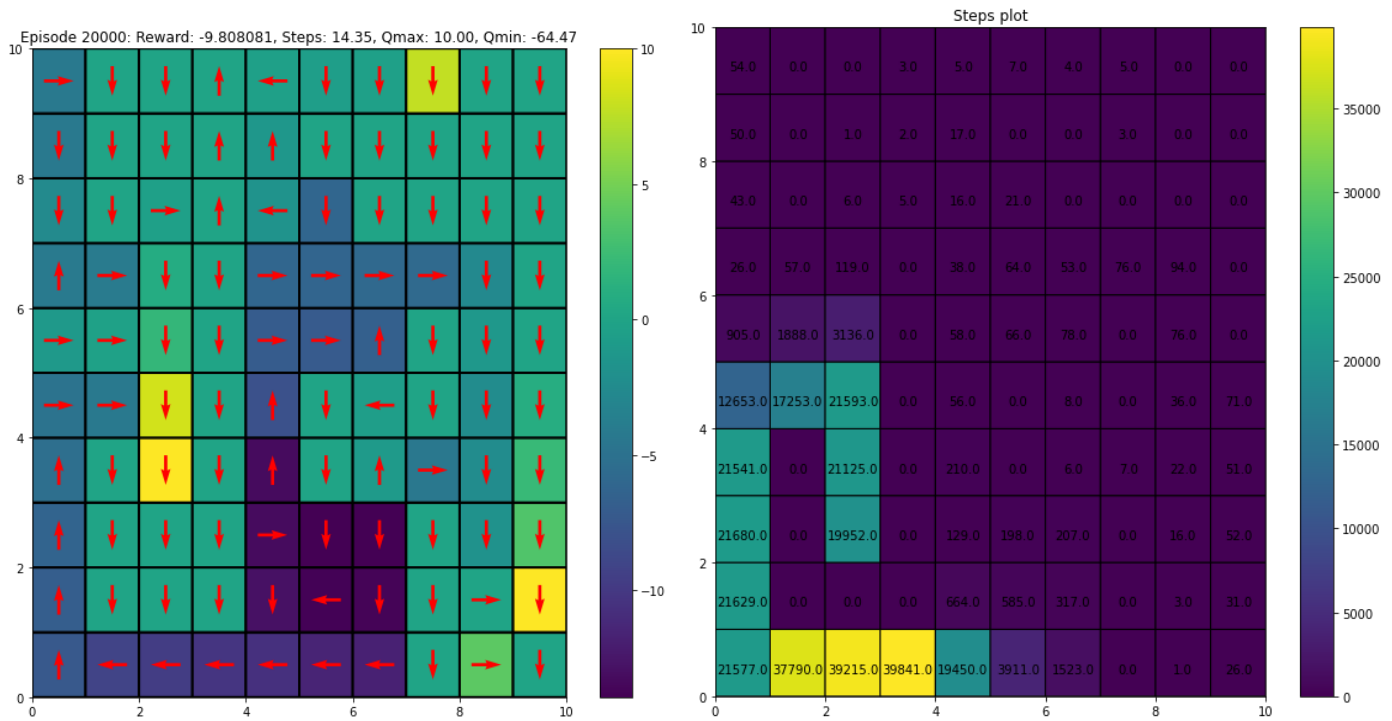 Episode 20000: Reward: -9.808081, Steps: 14.35, Qmax: 10.00, Qmin: -64.47
10
8
6
4
2
0
0 2 4 6 8 10
10
5
0
−5
−10
Steps plot
10
8
6
4
2
0
54.0 0.0 0.0 3.0 5.0 7.0 4.0 5.0 0.0 0.0
50.0 0.0 1.0 2.0 17.0 0.0 0.0 3.0 0.0 0.0
43.0 0.0 6.0 5.0 16.0 21.0 0.0 0.0 0.0 0.0
26.0 57.0 119.0 0.0 38.0 64.0 53.0 76.0 94.0 0.0
905.0 1888.0 3136.0 0.0 58.0 66.0 78.0 0.0 76.0 0.0
12653.0 17253.0 21593.0 0.0 56.0 0.0 8.0 0.0 36.0 71.0
21541.0 0.0 21125.0 0.0 210.0 0.0 6.0 7.0 22.0 51.0
21680.0 0.0 19952.0 0.0 129.0 198.0 207.0 0.0 16.0 52.0
21629.0 0.0 0.0 0.0 664.0 585.0 317.0 0.0 3.0 31.0
21577.0 37790.0 39215.0 39841.0 19450.0 3911.0 1523.0 0.0 1.0 26.0
0 2 4 6 8 10
35000
30000
25000
20000
15000
10000
5000
0